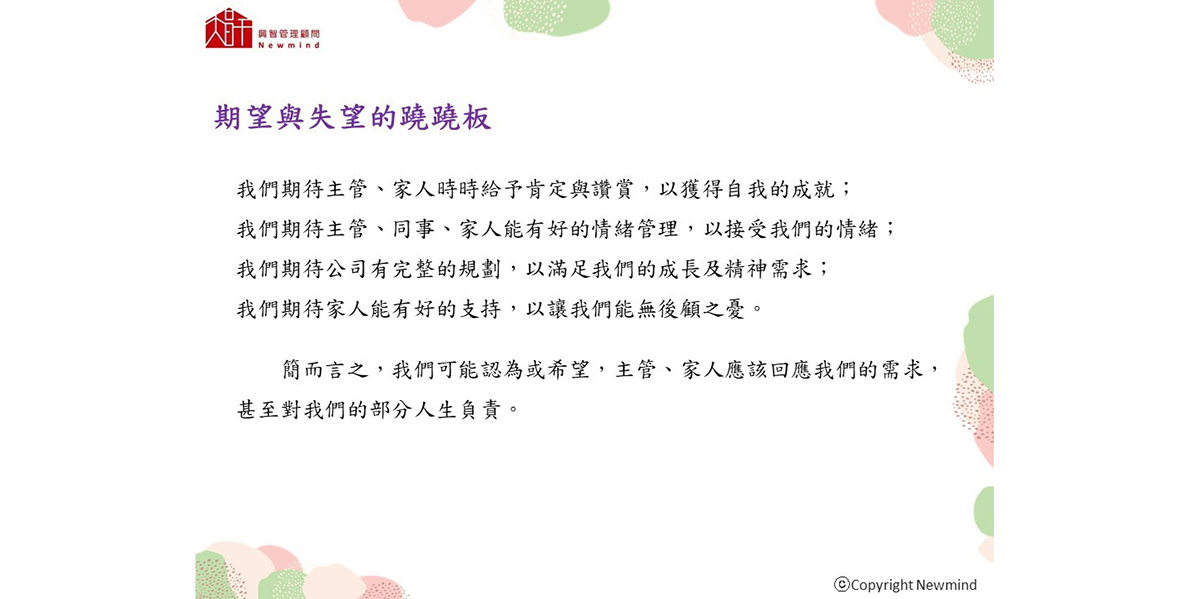 興智管理顧問
Newmind
期望與失望的蹺蹺板
我們期待主管、家人時時給予肯定與讚賞，以獲得自我的成就；
我們期待主管、同事、家人能有好的情緒管理，以接受我們的情緒；
我們期待公司有完整的規劃，以滿足我們的成長及精神需求；
我們期待家人能有好的支持，以讓我們能無後顧之憂。
簡而言之，我們可能認為或希望，主管、家人應該回應我們的需求，
甚至對我們的部分人生負責。
ⓒCopyright Newmind